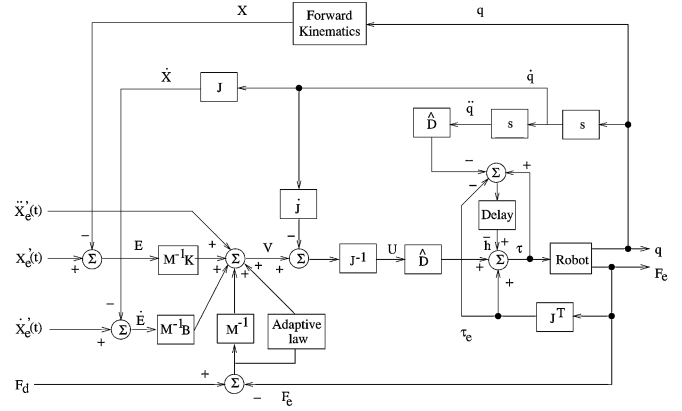 X
Forward
Kinematics
q
Ẋ
J
q̇
q̈
D̂
s
s
Σ
− − +
J̇
Delay
Ẍe'(t)
Xe'(t)
− + Σ
E
M⁻¹K
+ + + + +
Σ
V
− + Σ
J⁻¹
U
D̂
h̄ +
+ Σ +
τ
Robot
q
Fe
Ẋe'(t)
− + Σ
Ė
M⁻¹B
M⁻¹
Adaptive
law
τe
Jᵀ
Fd
+ Σ −
Fe